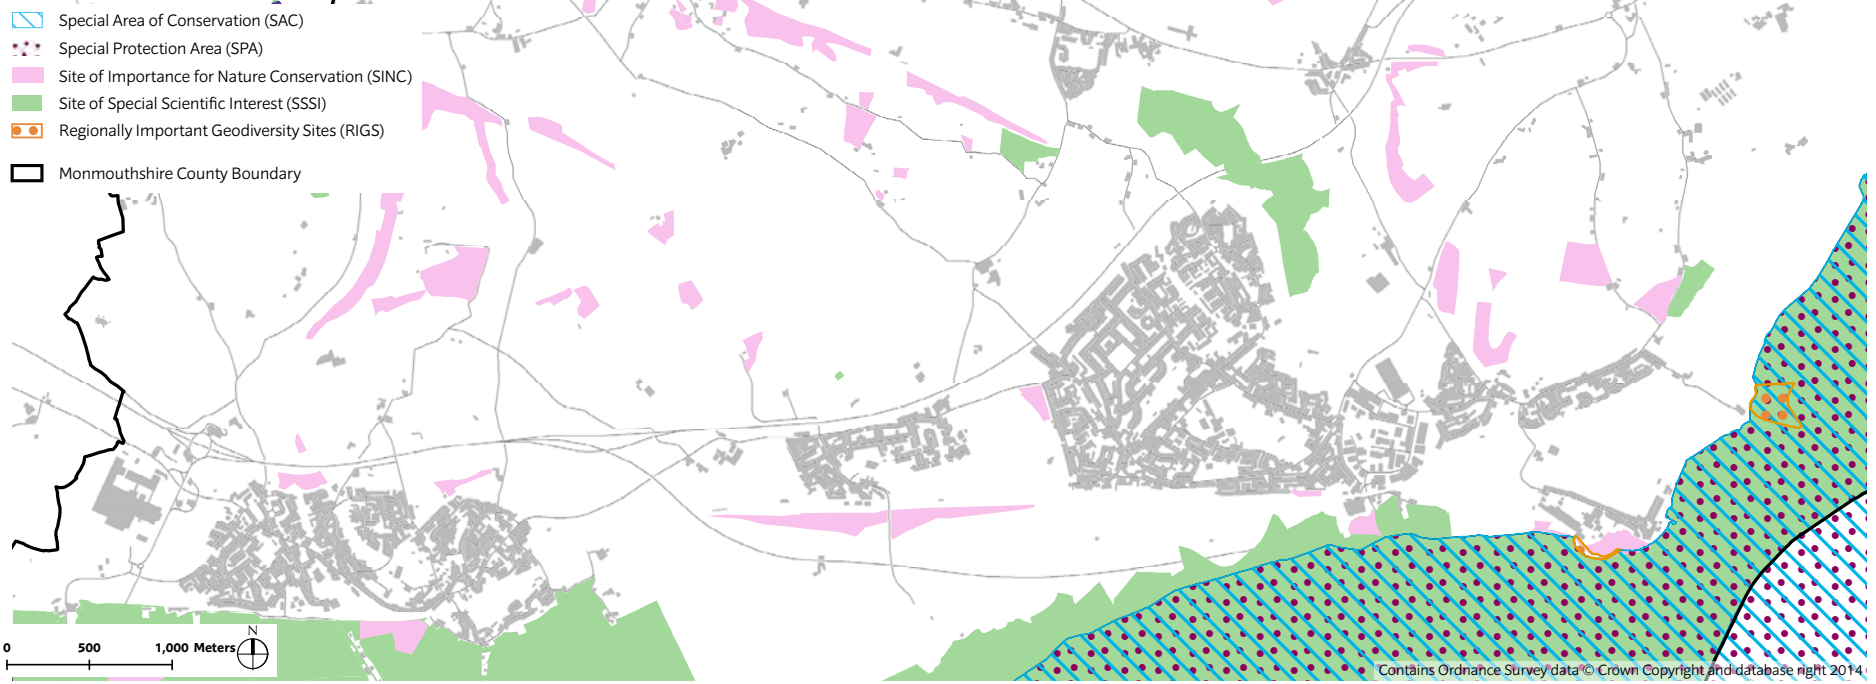 Special Area of Conservation (SAC)
Special Protection Area (SPA)
Site of Importance for Nature Conservation (SINC)
Site of Special Scientific Interest (SSSI)
Regionally Important Geodiversity Sites (RIGS)
Monmouthshire County Boundary
N
0 500 1,000 Meters
Contains Ordnance Survey data © Crown Copyright and database right 2014